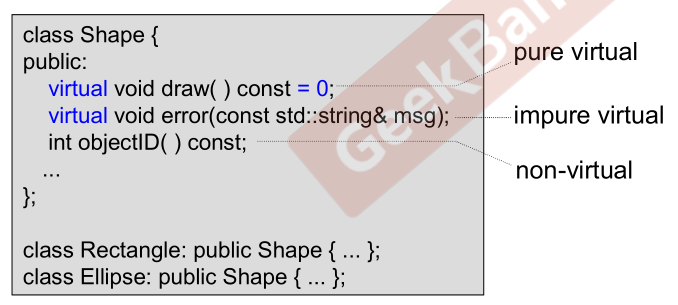 class Shape {
public:
virtual void draw( ) const = 0;
pure virtual
virtual void error(const std::string& msg);
impure virtual
int objectID( ) const;
non-virtual
...
};
class Rectangle: public Shape { ... };
class Ellipse: public Shape { ... };
GeekBan